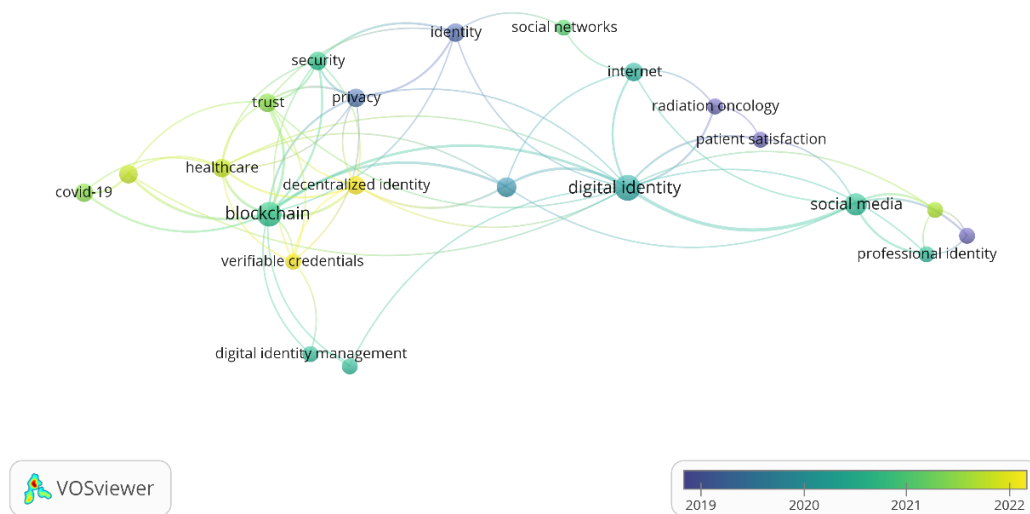 identity
social networks
security
internet
trust
privacy
radiation oncology
patient satisfaction
healthcare
covid-19
decentralized identity
digital identity
blockchain
social media
verifiable credentials
professional identity
digital identity management
VOSviewer
2019
2020
2021
2022